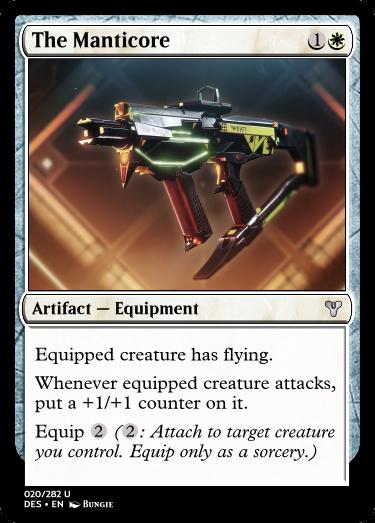 The Manticore 1
Artifact — Equipment
Equipped creature has flying.
Whenever equipped creature attacks,
put a +1/+1 counter on it.
Equip 2 (2: Attach to target creature
you control. Equip only as a sorcery.)
020/282 U
DES • EN Bungie